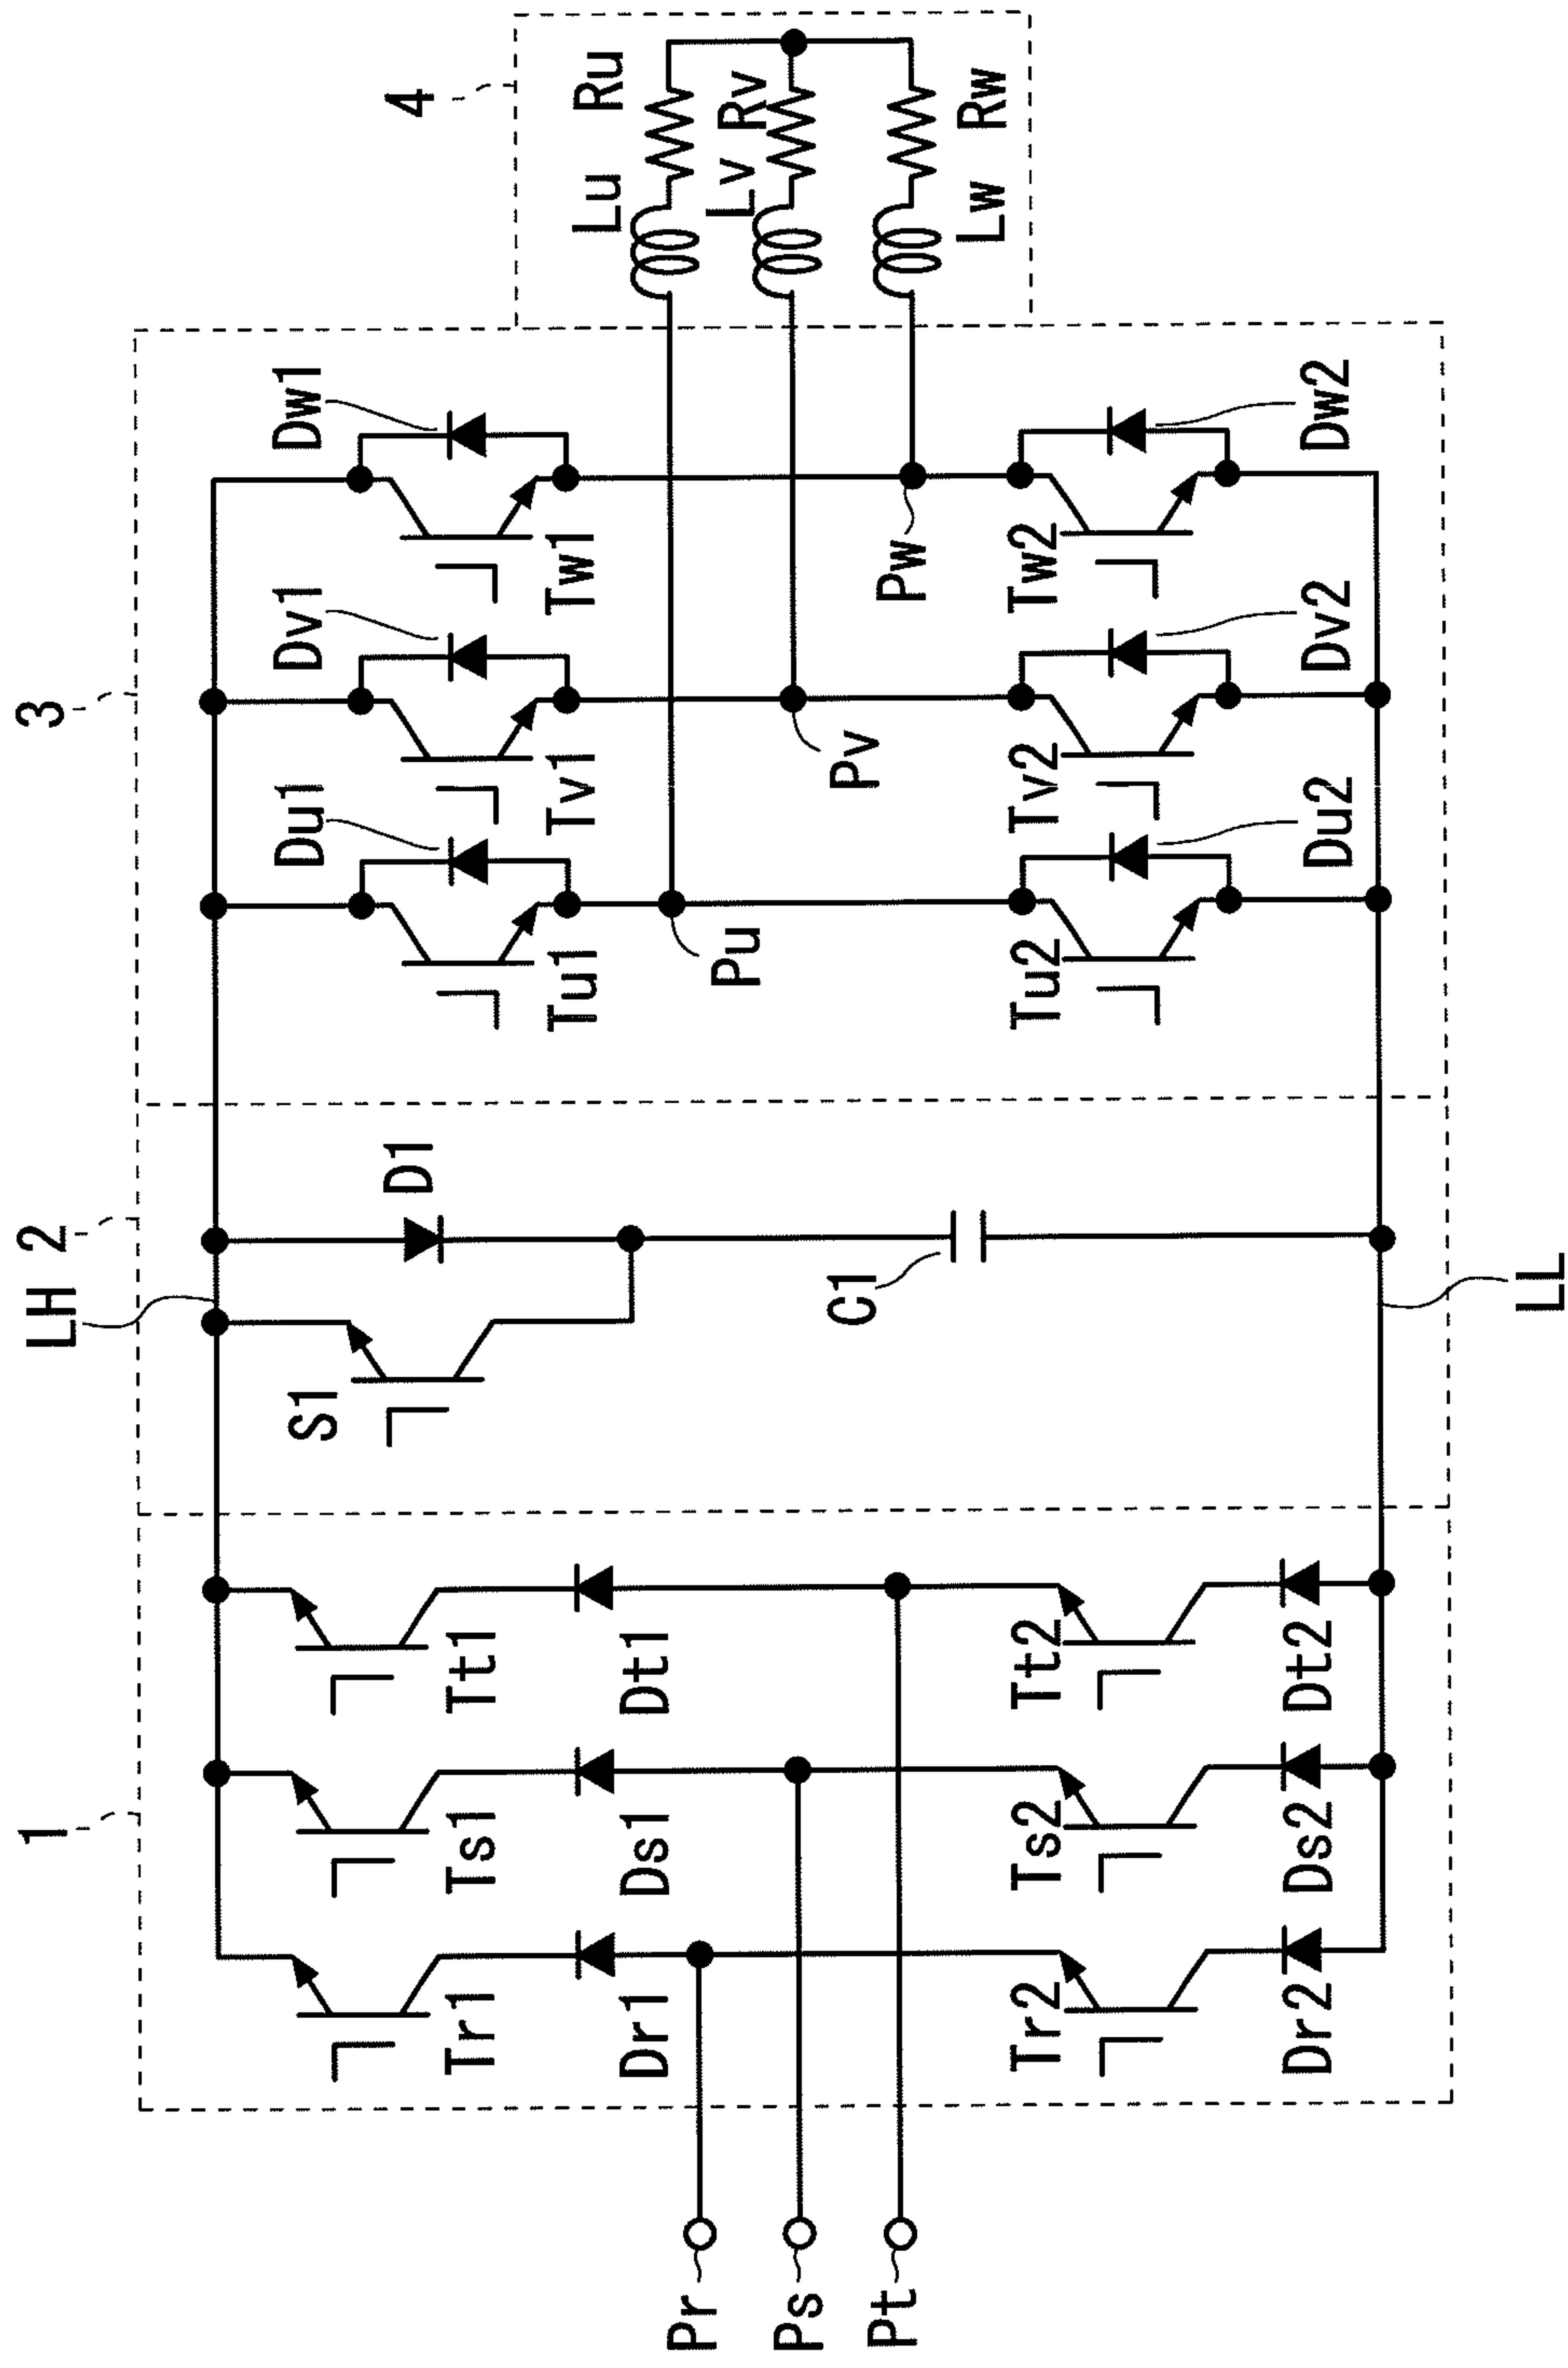 4
Ru
Lu
Rv
Lv
Rw
Lw
3
Dw1
Tw1
Dv1
Tv1
Du1
Tu1
Pw
Pv
Pu
Dw2
Tw2
Dv2
Tv2
Du2
Tu2
2
LH
D1
S1
C1
LL
1
Tt1
Dt1
Ts1
Ds1
Tr1
Dr1
Tt2
Dt2
Ts2
Ds2
Tr2
Dr2
Pr
Ps
Pt